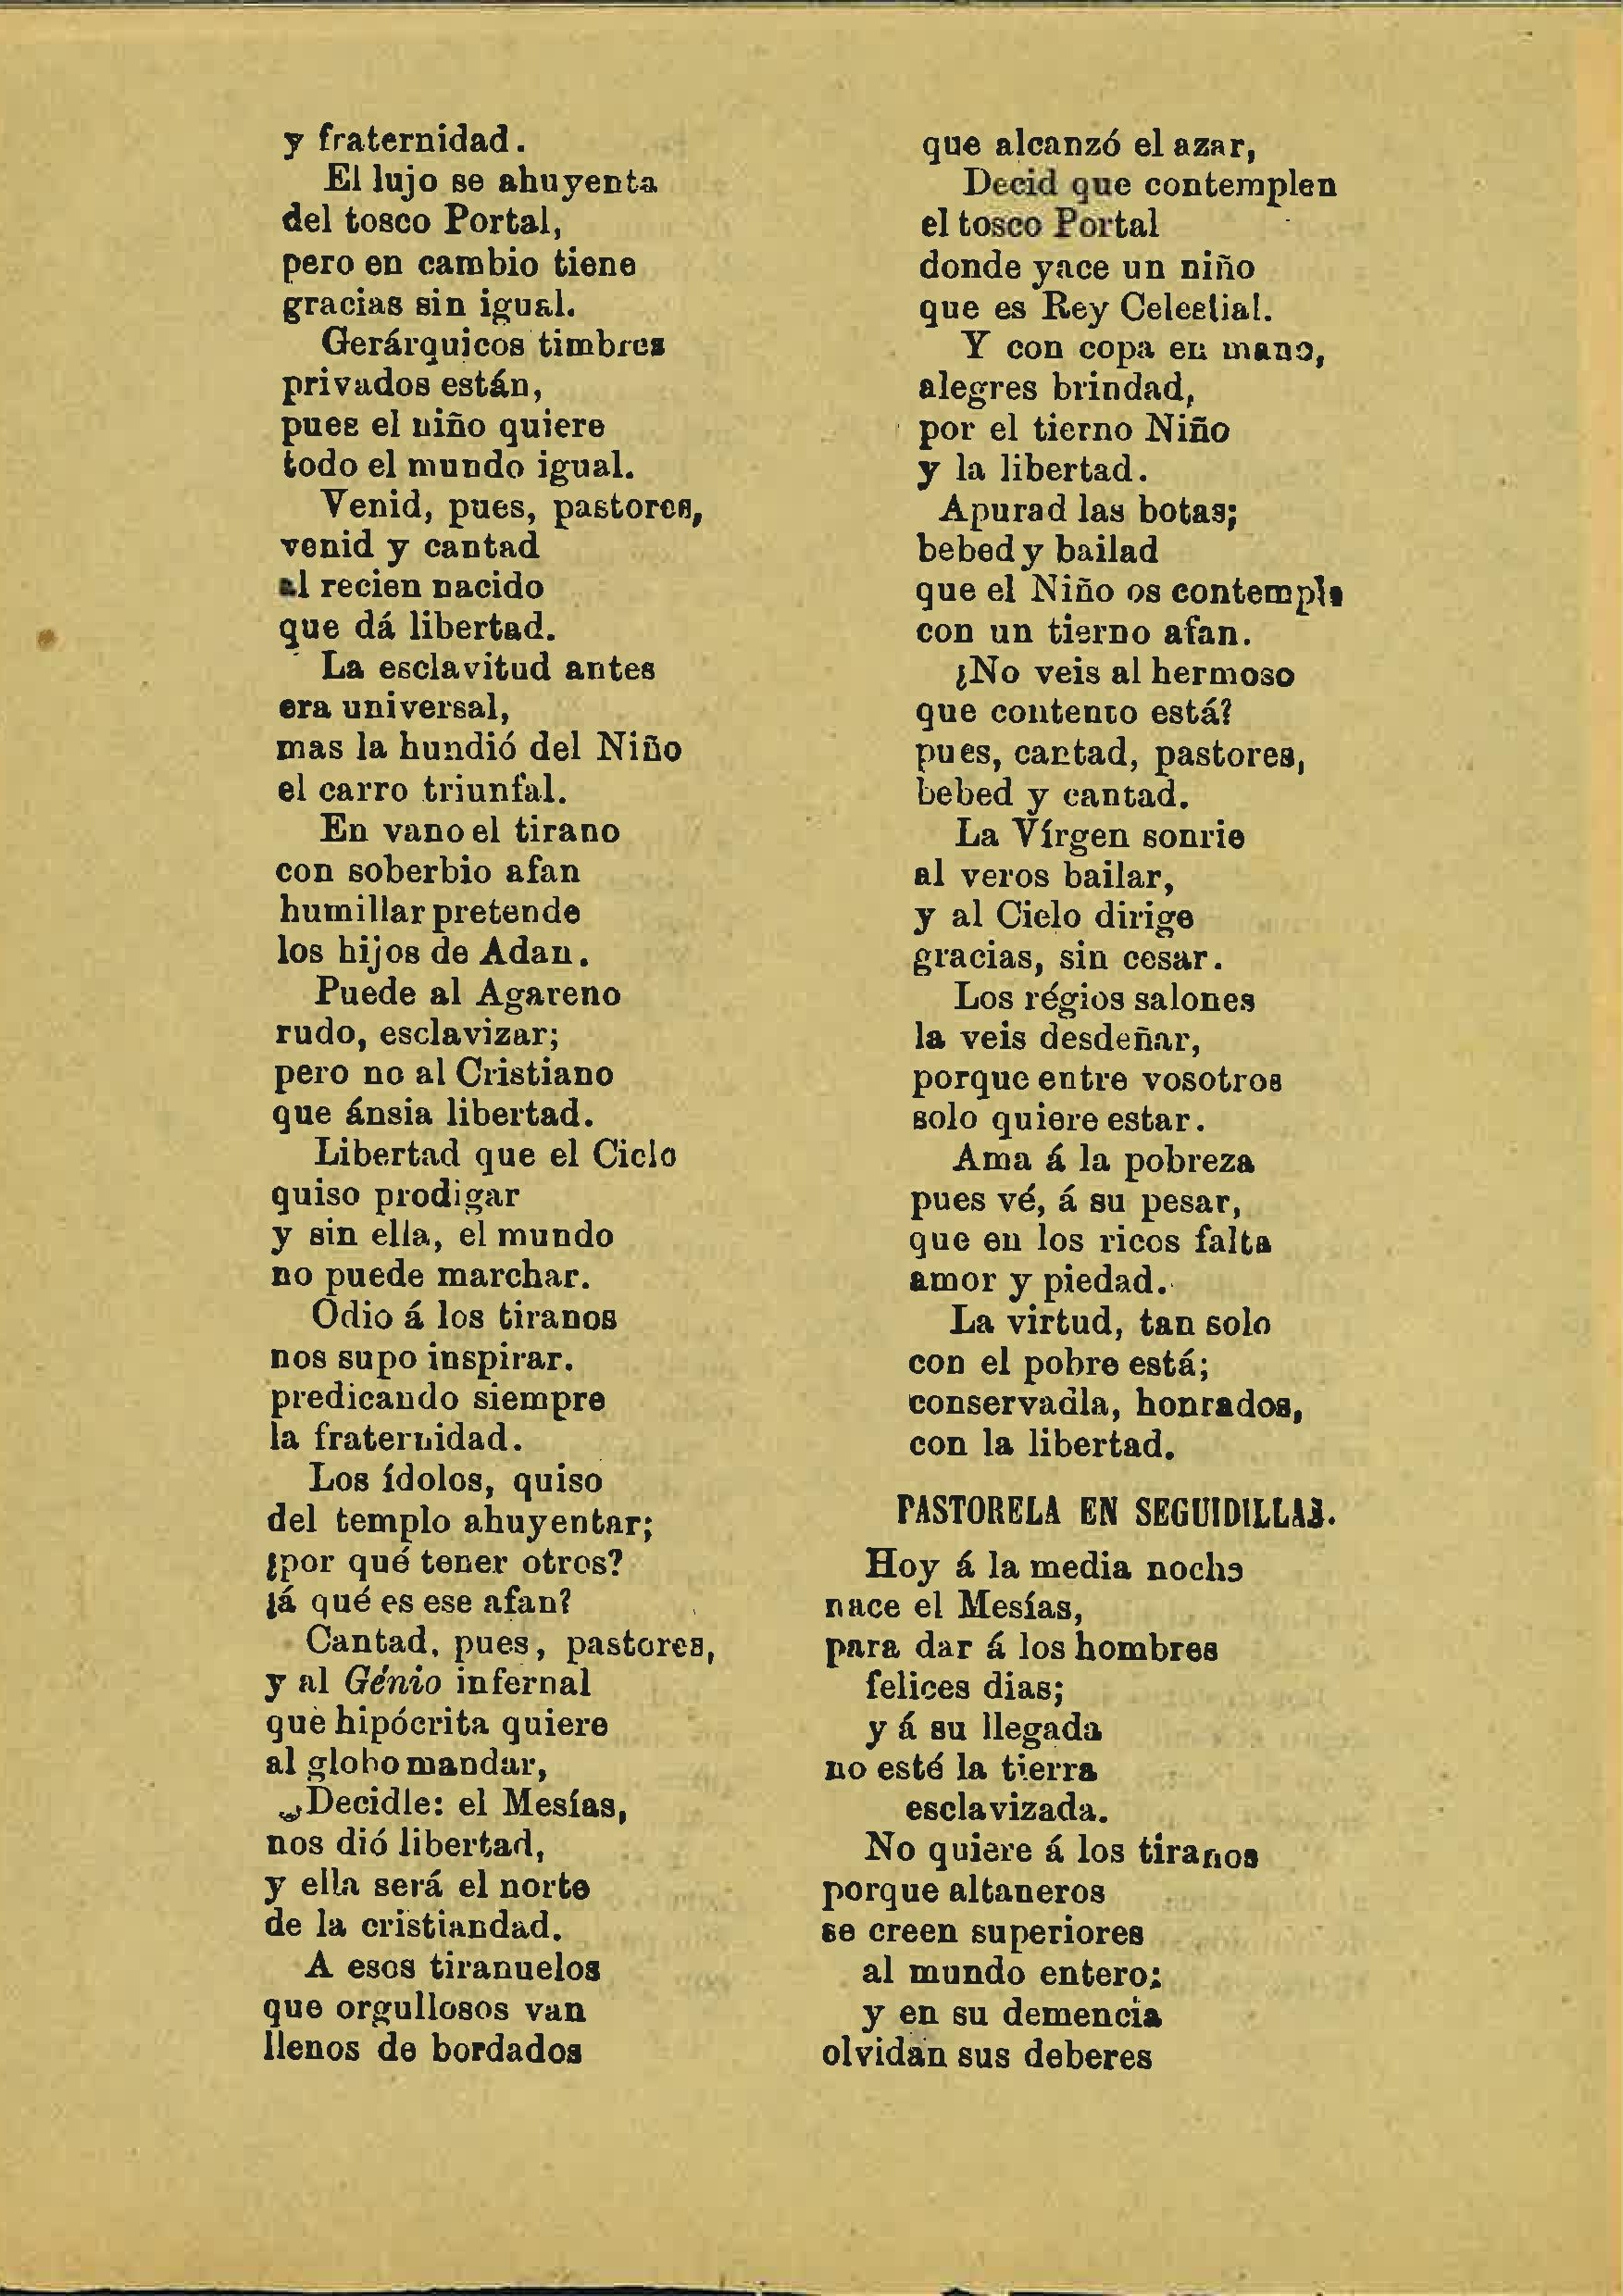 y fraternidad.
El lujo se ahuyenta
del tosco Portal,
pero en cambio tiene
gracias sin igual.
Gerárquicos timbres
privados están,
pues el niño quiere
todo el mundo igual.
Venid, pues, pastores,
venid y cantad
al recien nacido
que dá libertad.
La esclavitud antes
era universal,
mas la hundió del Niño
el carro triunfal.
En vano el tirano
con soberbio afan
humillar pretende
los hijos de Adan.
Puede al Agareno
rudo, esclavizar;
pero no al Cristiano
que ánsia libertad.
Libertad que el Cielo
quiso prodigar
y sin ella, el mundo
no puede marchar.
Odio á los tiranos
nos supo inspirar.
predicando siempre
la fraternidad.
Los ídolos, quiso
del templo ahuyentar;
¿por qué tener otros?
¿á qué es ese afan?
Cantad, pues, pastores,
y al Génio infernal
que hipócrita quiere
al globo mandar,
Decidle: el Mesías,
nos dió libertad,
y ella será el norte
de la cristiandad.
A esos tiranuelos
que orgullosos van
llenos de bordados
que alcanzó el azar,
Decid que contemplen
el tosco Portal
donde yace un niño
que es Rey Celestial.
Y con copa en mano,
alegres brindad,
por el tierno Niño
y la libertad.
Apurad las botas;
bebed y bailad
que el Niño os contempla
con un tierno afan.
¿No veis al hermoso
que contento está?
pues, cantad, pastores,
bebed y cantad.
La Vírgen sonrie
al veros bailar,
y al Cielo dirige
gracias, sin cesar.
Los régios salones
la veis desdeñar,
porque entre vosotros
solo quiere estar.
Ama á la pobreza
pues vé, á su pesar,
que en los ricos falta
amor y piedad.
La virtud, tan solo
con el pobre está;
conservadla, honrados,
con la libertad.
PASTORELA EN SEGUIDILLAS.
Hoy á la media noche
nace el Mesías,
para dar á los hombres
felices dias;
y á su llegada
no esté la tierra
esclavizada.
No quiere á los tiranos
porque altaneros
se creen superiores
al mundo entero;
y en su demencia
olvidan sus deberes